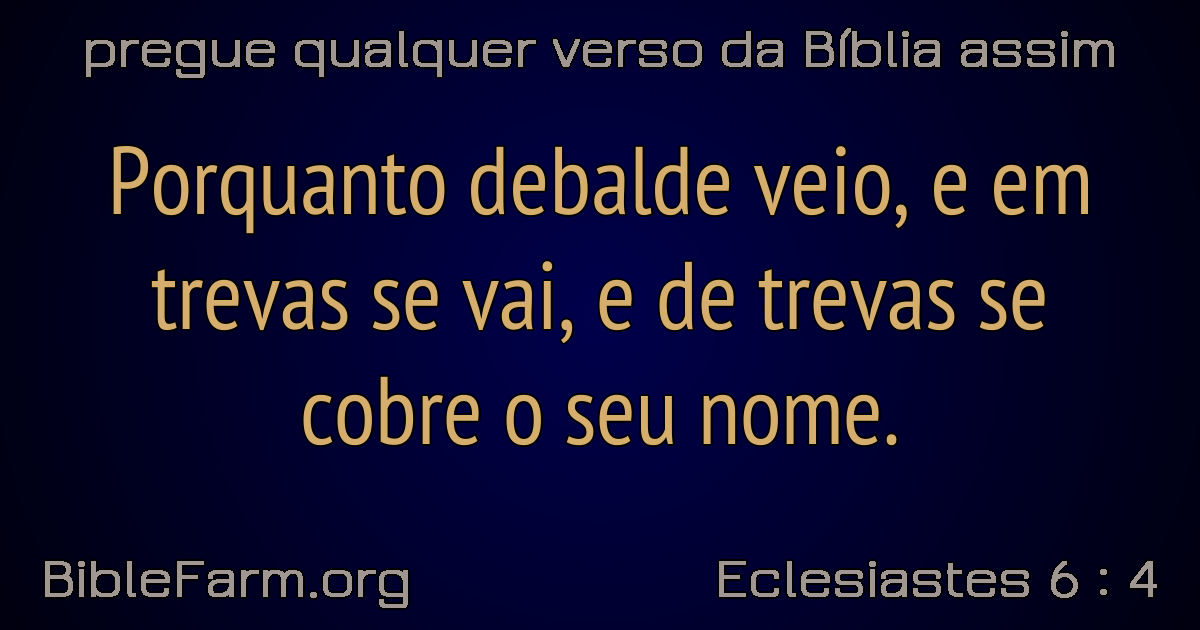 pregue qualquer verso da Bíblia assim
Porquanto debalde veio, e em
trevas se vai, e de trevas se
cobre o seu nome.
BibleFarm.org
Eclesiastes 6 : 4